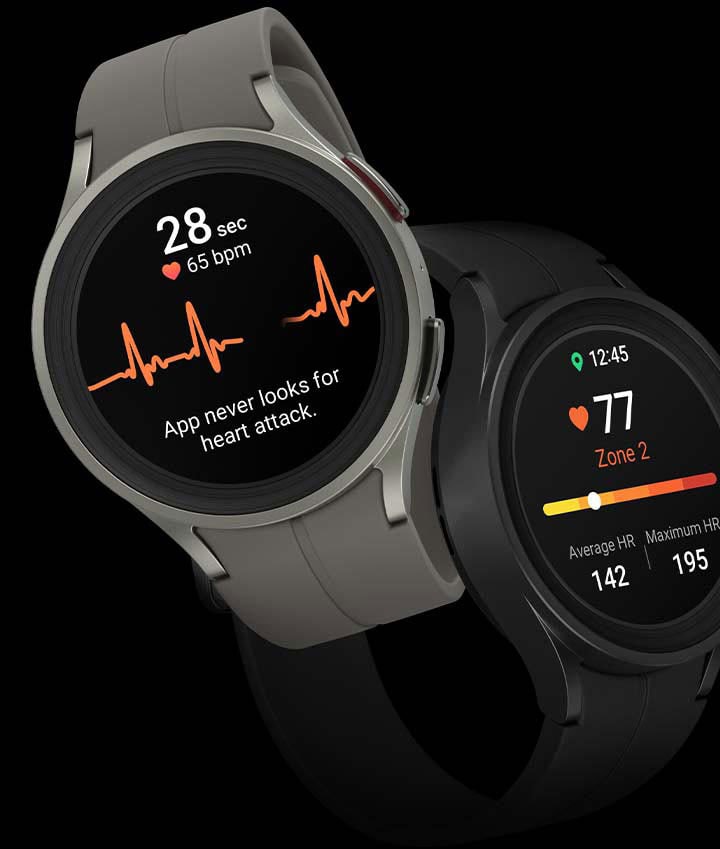 28 sec
65 bpm
App never looks for
heart attack.
12:45
77
Zone 2
Average HR
142
Maximum HR
195